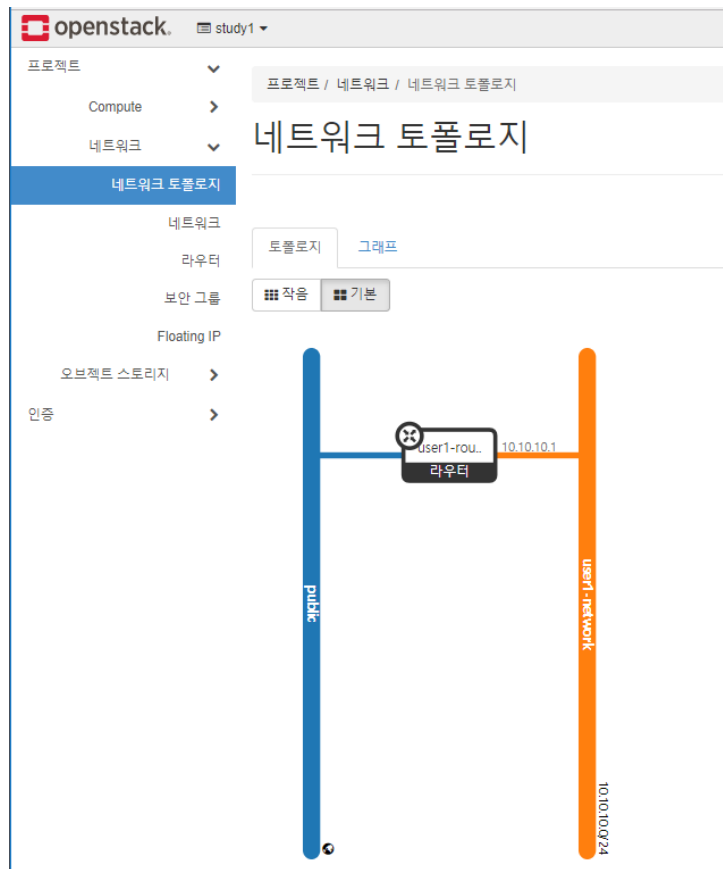 openstack. study1
프로젝트
Compute
네트워크
네트워크 토폴로지
네트워크
라우터
보안 그룹
Floating IP
오브젝트 스토리지
인증
프로젝트 / 네트워크 / 네트워크 토폴로지
네트워크 토폴로지
토폴로지 그래프
작음 기본
user1-rou.. 10.10.10.1
라우터
public
user1-network
10.10.10.0/24